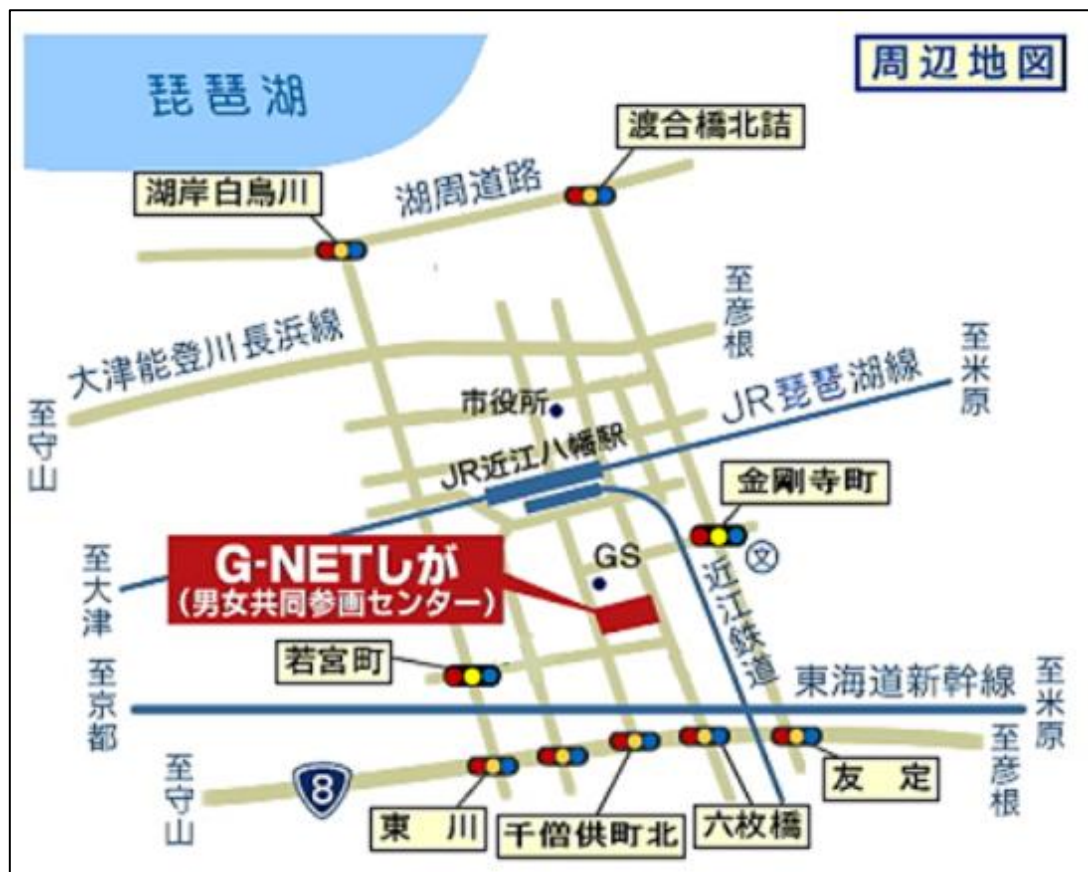 周辺地図
琵琶湖
渡合橋北詰
湖岸白鳥川
湖周道路
至彦根
大津能登川長浜線
至米原
至守山
市役所
JR琵琶湖線
JR近江八幡駅
金剛寺町
G-NETしが
(男女共同参画センター)
GS
文
至大津
近江鉄道
若宮町
東海道新幹線
至京都
至米原
至守山
8
至彦根
東川
千僧供町北
六枚橋
友定